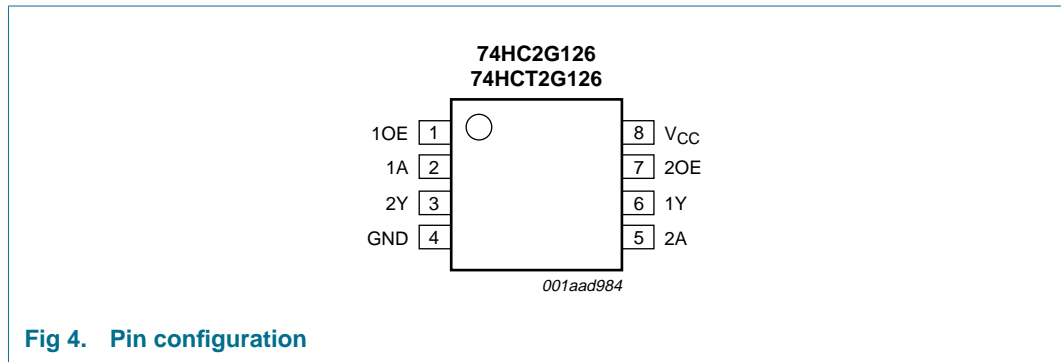 74HC2G126
74HCT2G126
1OE 1 8 VCC
1A 2 7 2OE
2Y 3 6 1Y
GND 4 5 2A
001aad984
Fig 4. Pin configuration